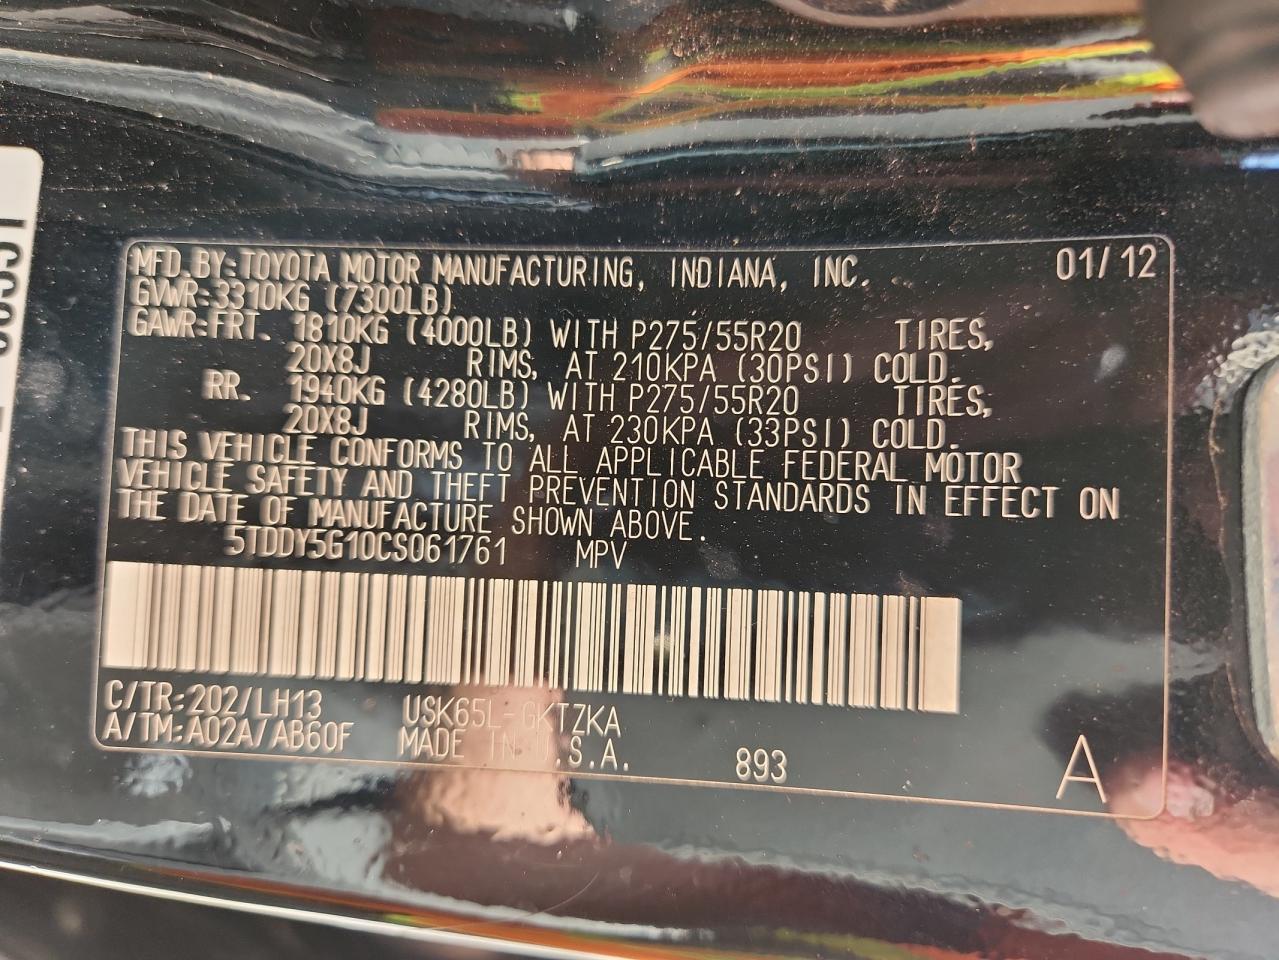 MFD.BY:TOYOTA MOTOR MANUFACTURING, INDIANA, INC. 01/12
GVWR:3310KG (7300LB)
GAWR:FRT. 1810KG (4000LB) WITH P275/55R20 TIRES,
20X8J RIMS, AT 210KPA (30PSI) COLD.
RR. 1940KG (4280LB) WITH P275/55R20 TIRES,
20X8J RIMS, AT 230KPA (33PSI) COLD.
THIS VEHICLE CONFORMS TO ALL APPLICABLE FEDERAL MOTOR
VEHICLE SAFETY AND THEFT PREVENTION STANDARDS IN EFFECT ON
THE DATE OF MANUFACTURE SHOWN ABOVE.
5TDDY5G10CS061761 MPV
C/TR:202/LH13 USK65L-GKTZKA
A/TM:A02A/AB60F MADE IN U.S.A. 893 A